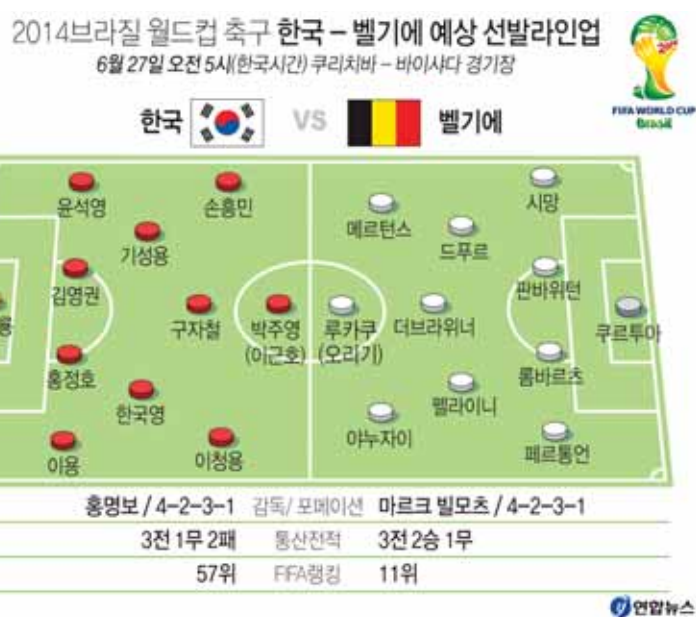 2014브라질 월드컵 축구 한국 – 벨기에 예상 선발라인업
6월 27일 오전 5시(한국시간) 쿠리치바 – 바이샤다 경기장
FIFA WORLD CUP
Brasil
한국 VS 벨기에
윤석영 손흥민 시망
메르턴스
기성용 드푸르
김영권 판바위턴
구자철 박주영 루카쿠 더브라위너 쿠르투아
(이근호) (오리기)
홍정호 롬바르츠
한국영 펠라이니
이용 이청용 야누자이 페르통언
홍명보 / 4-2-3-1 감독/ 포메이션 마르크 빌모츠 / 4-2-3-1
3전 1무 2패 통산전적 3전 2승 1무
57위 FIFA랭킹 11위
연합뉴스